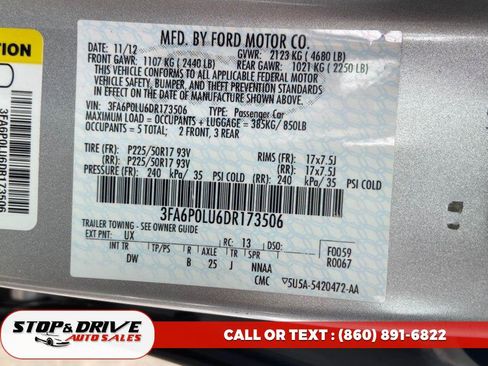 MFD. BY FORD MOTOR CO.
11/12 GVWR: 2123 KG ( 4680 LB)
FRONT GAWR: 1107 KG ( 2440 LB) REAR GAWR: 1021 KG ( 2250 LB)
THIS VEHICLE CONFORMS TO ALL APPLICABLE FEDERAL MOTOR
VEHICLE SAFETY, BUMPER, AND THEFT PREVENTION STANDARDS
IN EFFECT ON THE DATE OF MANUFACTURE SHOWN ABOVE.
VIN: 3FA6P0LU6DR173506 TYPE: Passenger Car
MAXIMUM LOAD = OCCUPANTS + LUGGAGE = 385KG/ 850LB
OCCUPANTS = 5 TOTAL: 2 FRONT, 3 REAR
TIRE (FR): P225/50R17 93V RIMS (FR): 17x7.5J
(RR): P225/50R17 93V (RR): 17x7.5J
PRESSURE(FR): 240 kPa/ 35 PSI COLD (RR): 240 kPa/ 35 PSI COLD
3FA6P0LU6DR173506
TRAILER TOWING - SEE OWNER GUIDE
EXT PNT: UX RC: 13 F0059
INT TR TP/PS R AXLE TR SPR R0067
DW B 25 J NNAA
CMC 5U5A-5420472-AA
3FA6P0LU6DR173506
STOP & DRIVE
AUTO SALES
CALL OR TEXT : (860) 891-6822